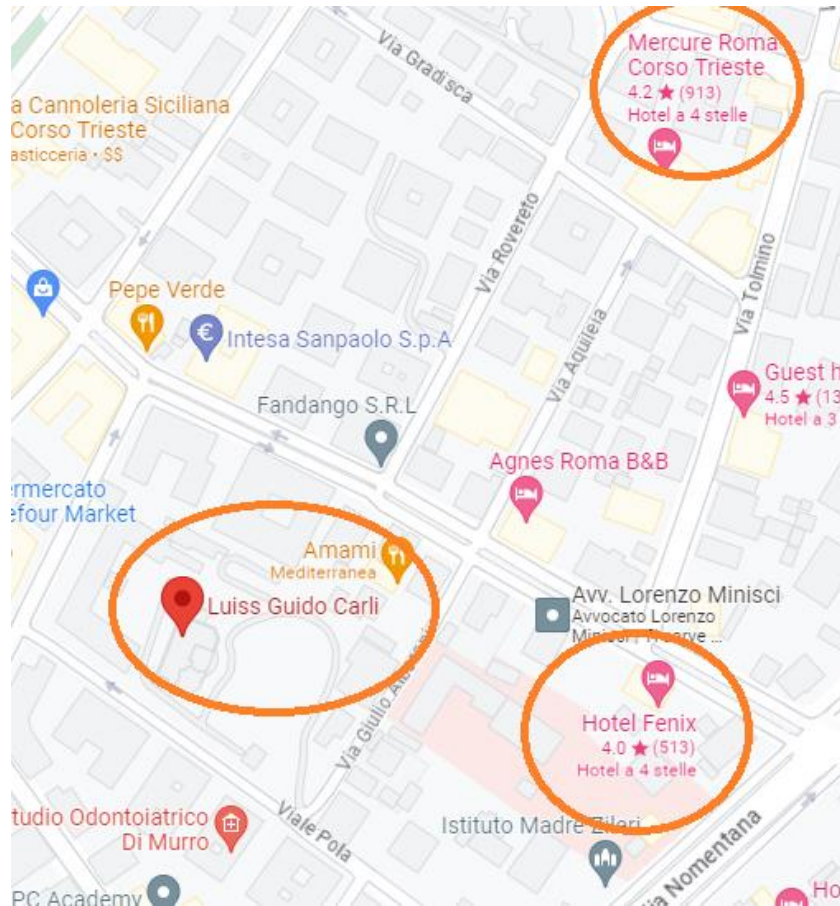 Mercure Roma
Corso Trieste
4.2 ★ (913)
Hotel a 4 stelle
Via Gradisca
a Cannoleria Siciliana
Corso Trieste
asticceria · $$
Via Rovereto
Via Tolmino
Pepe Verde
Intesa Sanpaolo S.p.A
Via Aquileia
Guest h
4.5 ★ (13
Hotel a 3
Fandango S.R.L
Agnes Roma B&B
ermercato
efour Market
Amami
Mediterranea
Luiss Guido Carli
Avv. Lorenzo Minisci
Avvocato Lorenzo
Via Giulio
Hotel Fenix
4.0 ★ (513)
Hotel a 4 stelle
Viale Pola
tudio Odontoiatrico
Di Murro
Istituto Madre Zileri
ia Nomentana
PC Academy
Ho